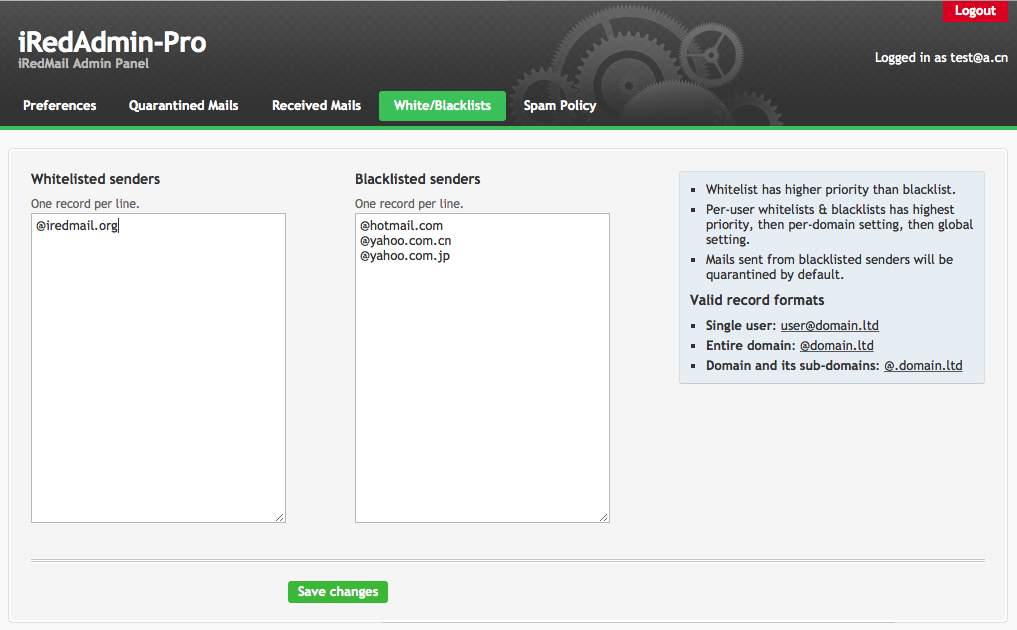 Logout
iRedAdmin-Pro
iRedMail Admin Panel
Logged in as test@a.cn
Preferences Quarantined Mails Received Mails White/Blacklists Spam Policy
Whitelisted senders
One record per line.
@iredmail.org
Blacklisted senders
One record per line.
@hotmail.com
@yahoo.com.cn
@yahoo.com.jp
Whitelist has higher priority than blacklist.
Per-user whitelists & blacklists has highest
priority, then per-domain setting, then global
setting.
Mails sent from blacklisted senders will be
quarantined by default.
Valid record formats
Single user: user@domain.ltd
Entire domain: @domain.ltd
Domain and its sub-domains: @.domain.ltd
Save changes